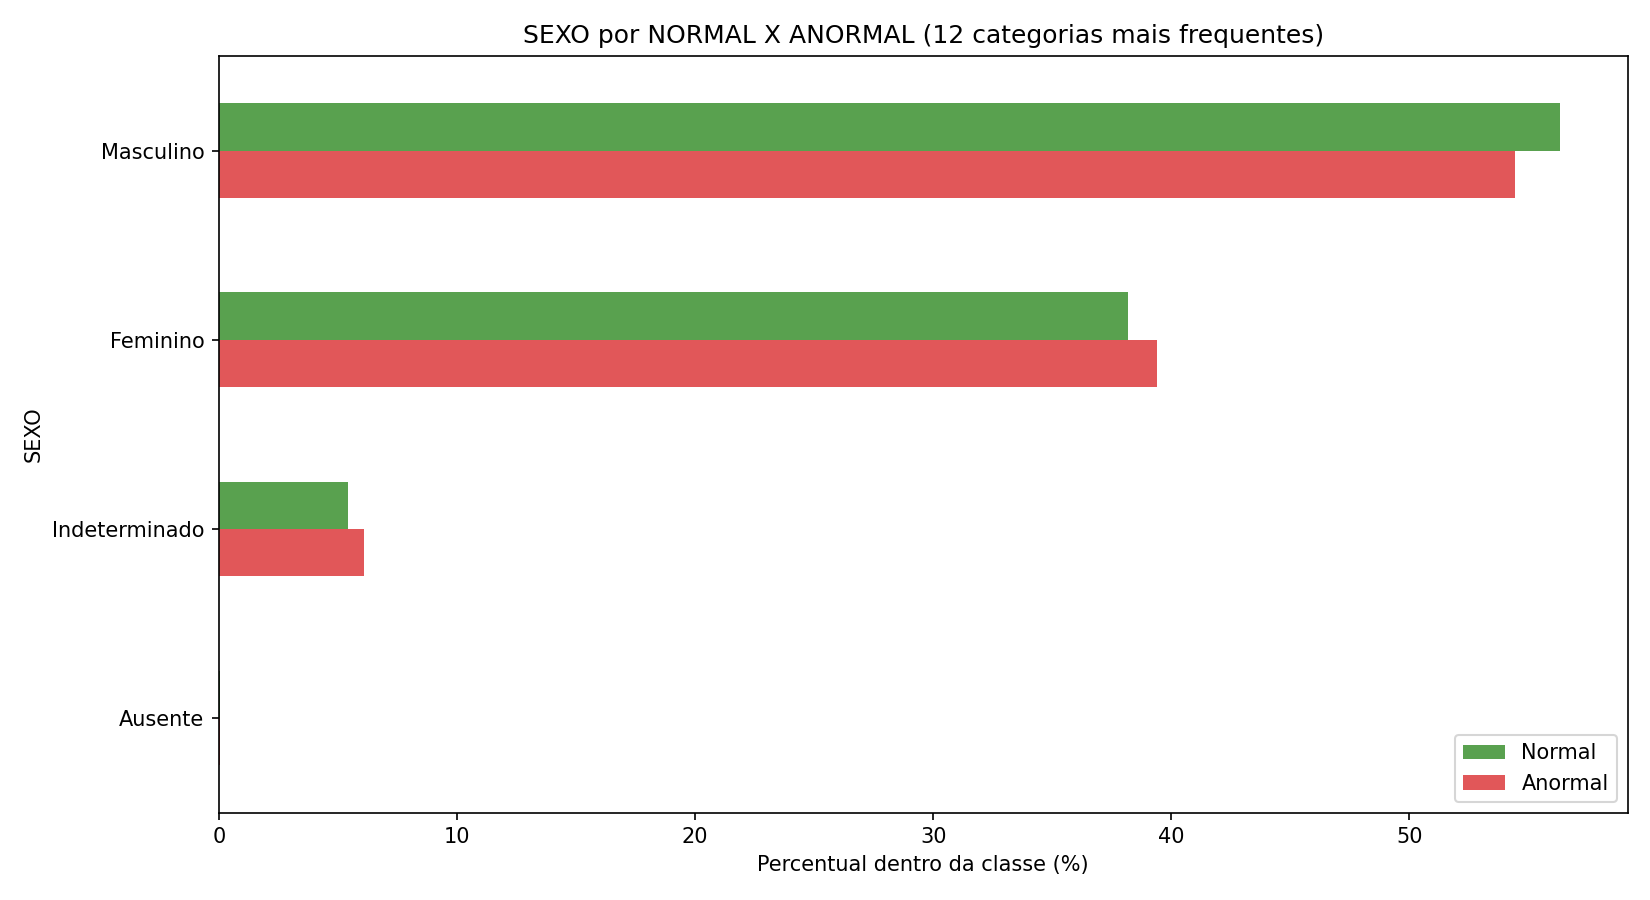 SEXO por NORMAL X ANORMAL (12 categorias mais frequentes)
Masculino
Feminino
Indeterminado
Ausente
SEXO
Normal
Anormal
0 10 20 30 40 50
Percentual dentro da classe (%)